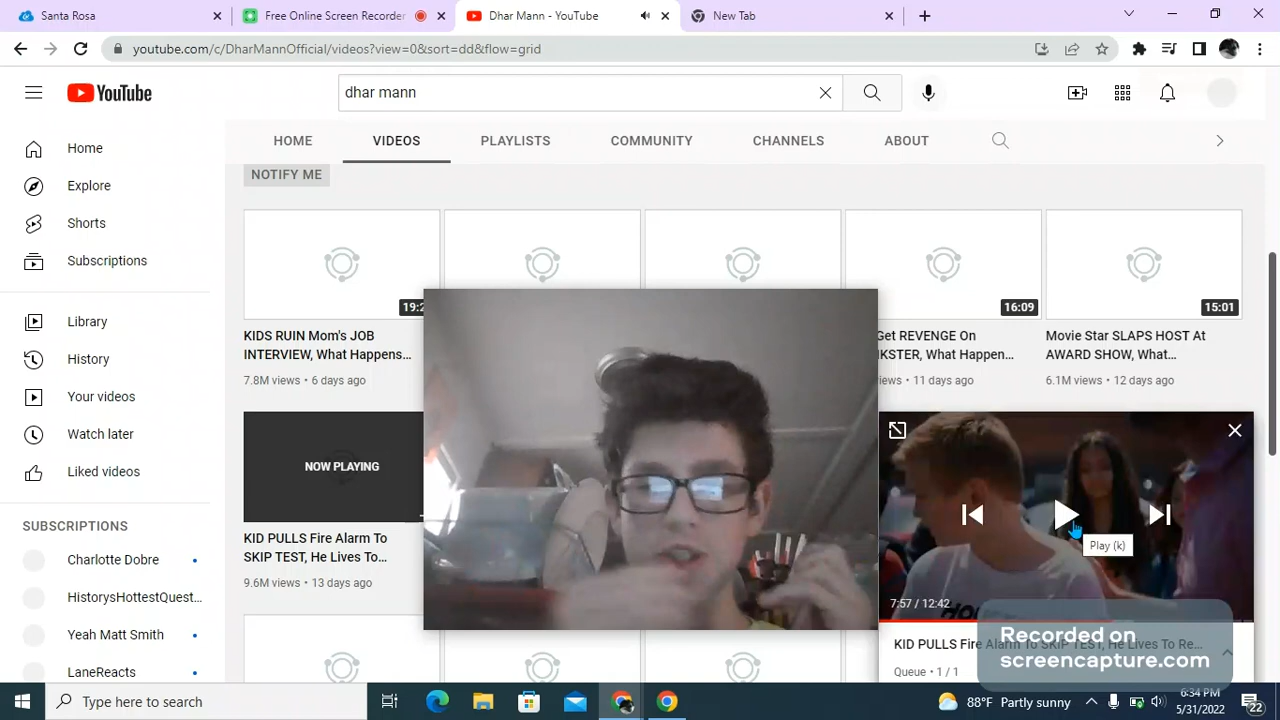 Santa Rosa
Free Online Screen Recorder
Dhar Mann - YouTube
New Tab
youtube.com/c/DharMannOfficial/videos?view=0&sort=dd&flow=grid
YouTube
dhar mann
HOME VIDEOS PLAYLISTS COMMUNITY CHANNELS ABOUT
NOTIFY ME
Home
Explore
Shorts
Subscriptions
Library
History
Your videos
Watch later
Liked videos
SUBSCRIPTIONS
Charlotte Dobre
HistorysHottestQuest...
Yeah Matt Smith
LaneReacts
19:2
16:09
15:01
KIDS RUIN Mom's JOB
INTERVIEW, What Happens...
7.8M views • 6 days ago
Get REVENGE On
KSTER, What Happen...
iews • 11 days ago
Movie Star SLAPS HOST At
AWARD SHOW, What...
6.1M views • 12 days ago
NOW PLAYING
KID PULLS Fire Alarm To
SKIP TEST, He Lives To
9.6M views • 13 days ago
Play (k)
7:57 / 12:42
KID PULLS Fire Alarm To SKIP TEST, He Lives To Re...
Queue • 1 / 1
Recorded on
screencapture.com
Type here to search
88°F Partly sunny
6:34 PM
5/31/2022
22